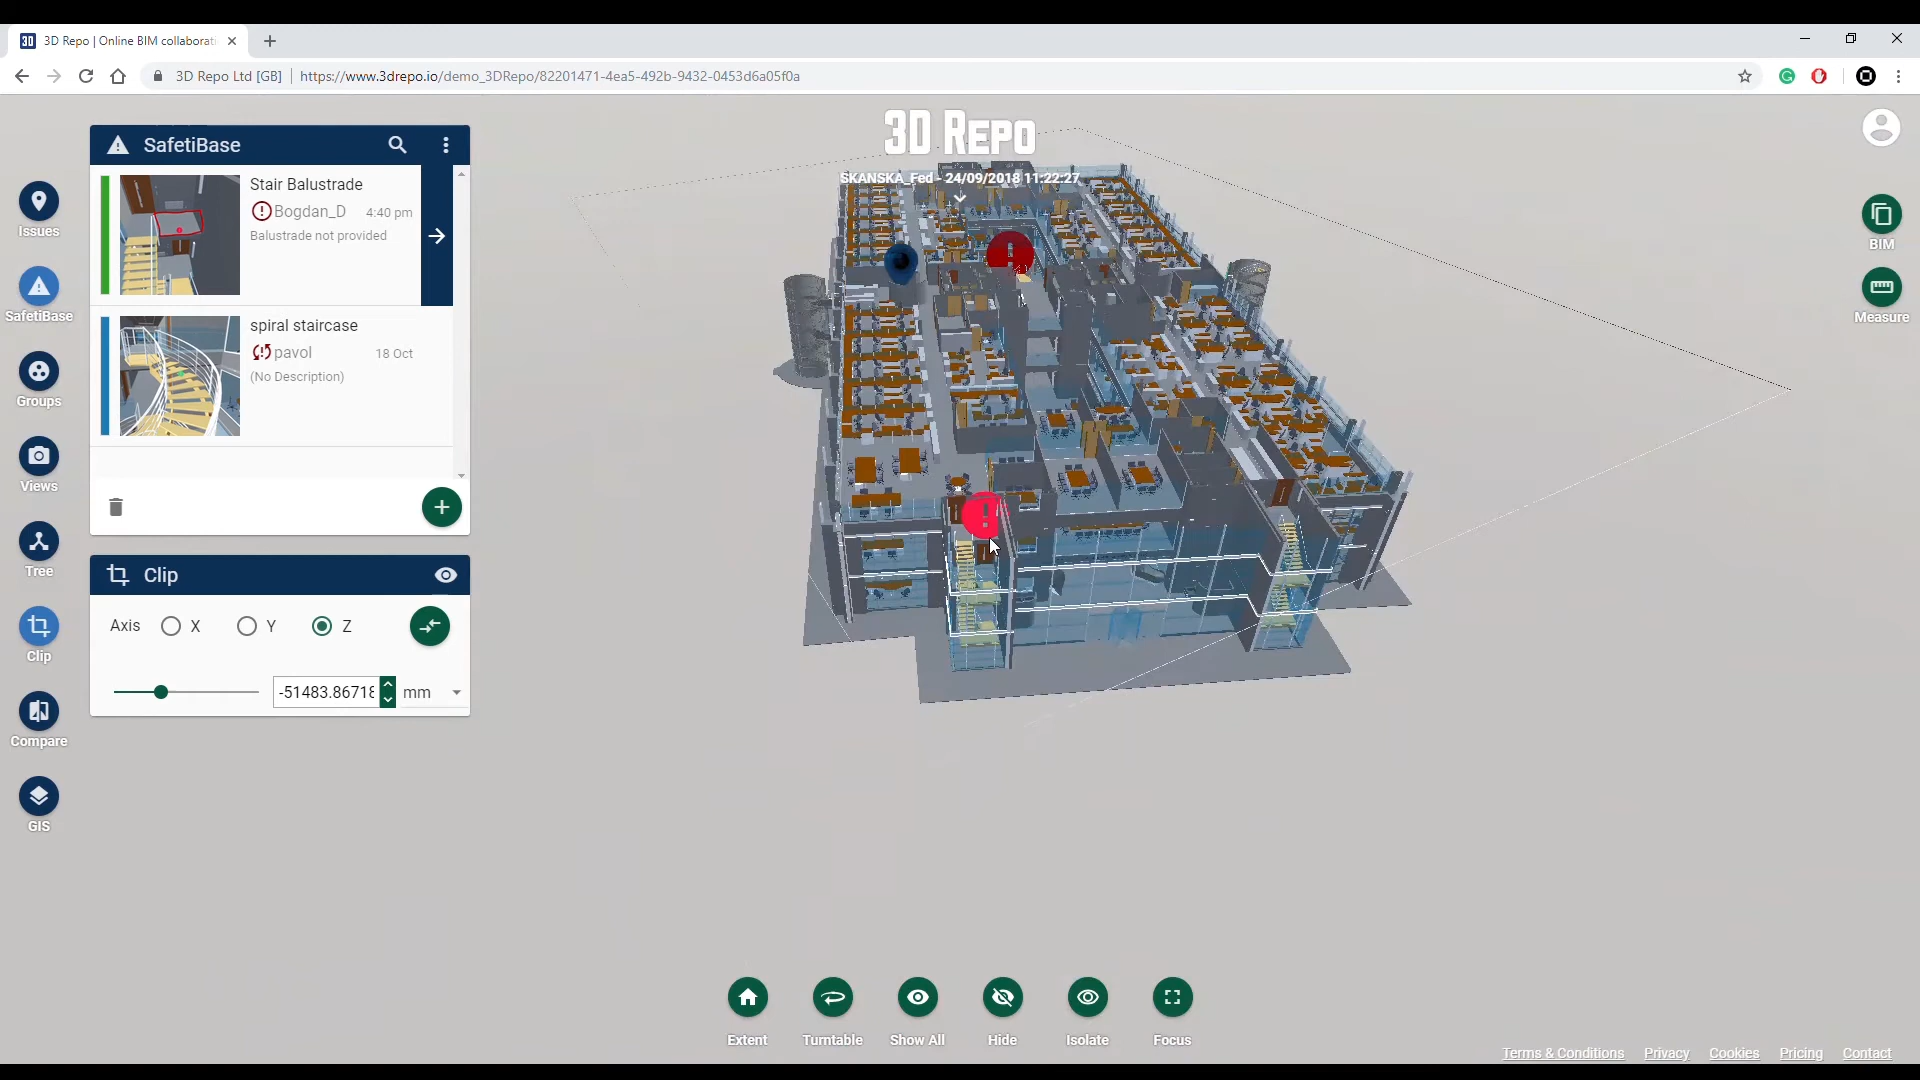 3D Repo | Online BIM collaborati
3D Repo Ltd [GB] | https://www.3drepo.io/demo_3DRepo/82201471-4ea5-492b-9432-0453d6a05f0a
3D REPO
SKANSKA_Fed - 24/09/2018 11:22:27
Issues
SafetiBase
Groups
Views
Tree
Clip
Compare
GIS
SafetiBase
Stair Balustrade
Bogdan_D 4:40 pm
Balustrade not provided
spiral staircase
pavol 18 Oct
(No Description)
Clip
Axis X Y Z
-51483.86718 mm
BIM
Measure
Extent
Turntable
Show All
Hide
Isolate
Focus
Terms & Conditions Privacy Cookies Pricing Contact